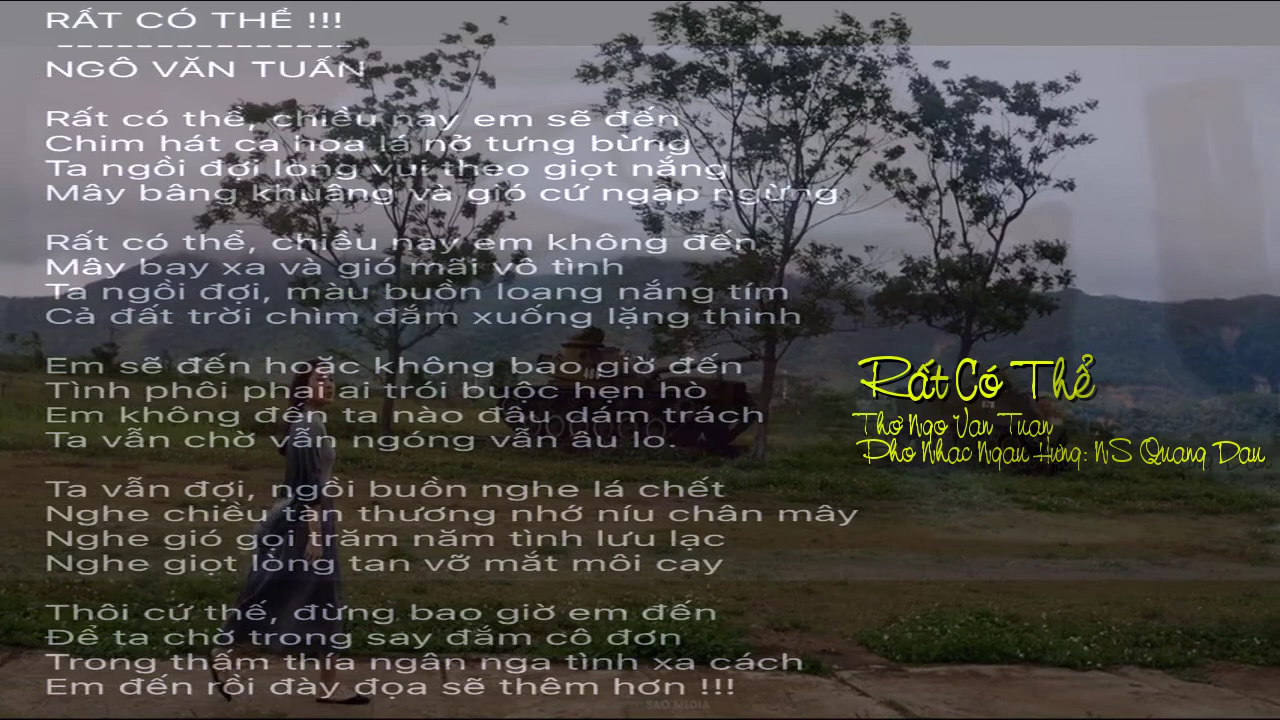 RẤT CÓ THỂ !!!
---------------
NGÔ VĂN TUẤN
Rất có thể, chiều nay em sẽ đến
Chim hát ca hoa lá nở tưng bừng
Ta ngồi đợi lòng vui theo giọt nắng
Mây bâng khuâng và gió cứ ngập ngừng
Rất có thể, chiều nay em không đến
Mây bay xa và gió mãi vô tình
Ta ngồi đợi, màu buồn loang nắng tím
Cả đất trời chìm đắm xuống lặng thinh
Em sẽ đến hoặc không bao giờ đến
Tình phôi phai ai trói buộc hẹn hò
Em không đến ta nào đâu dám trách
Ta vẫn chờ vẫn ngóng vẫn âu lo.
Ta vẫn đợi, ngồi buồn nghe lá chết
Nghe chiều tàn thương nhớ níu chân mây
Nghe gió gọi trăm năm tình lưu lạc
Nghe giọt lòng tan vỡ mắt môi cay
Thôi cứ thế, đừng bao giờ em đến
Để ta chờ trong say đắm cô đơn
Trong thấm thía ngân nga tình xa cách
Em đến rồi đày đọa sẽ thêm hơn !!!
Rất Có Thể
Thơ Ngo Van Tuan
Pho Nhac Ngau Hung: NS Quang Dau
SAO MEDIA